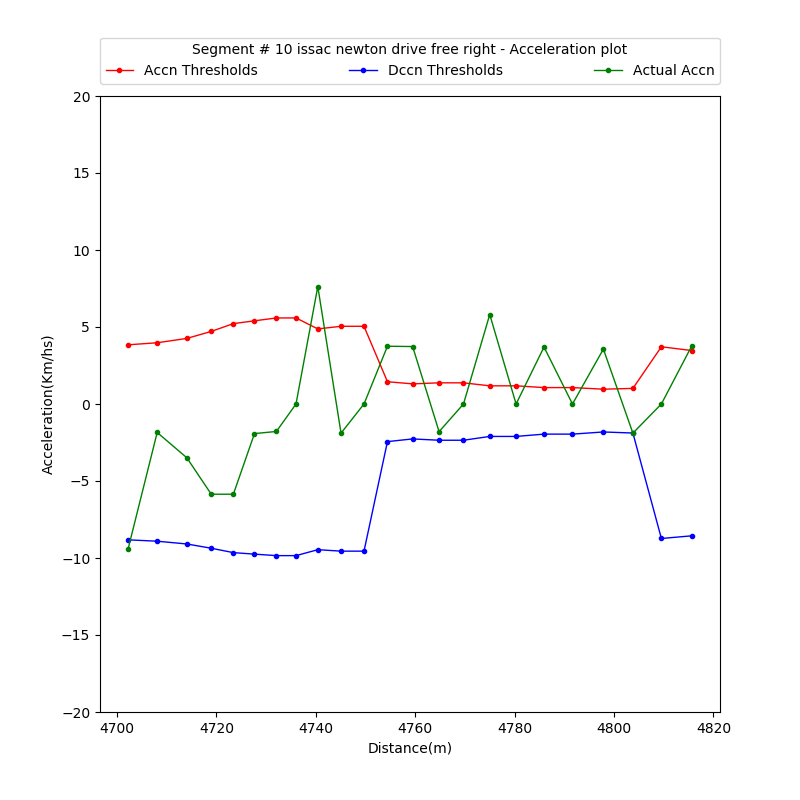 Segment # 10 issac newton drive free right - Acceleration plot
Accn Thresholds Dccn Thresholds Actual Accn
20
15
10
5
0
−5
−10
−15
−20
Acceleration(Km/hs)
4700 4720 4740 4760 4780 4800 4820
Distance(m)